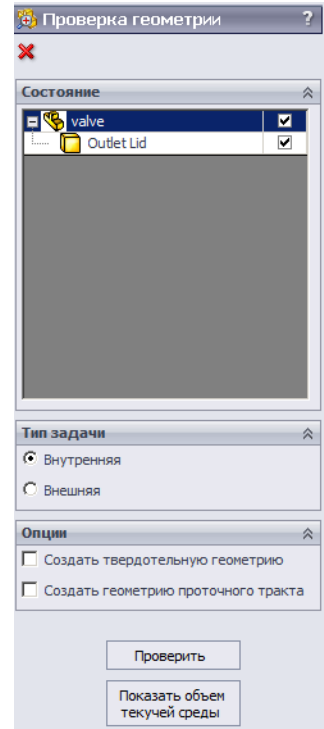 Проверка геометрии ?
Состояние
valve
Outlet Lid
Тип задачи
Внутренняя
Внешняя
Опции
Создать твердотельную геометрию
Создать геометрию проточного тракта
Проверить
Показать объем
текучей среды